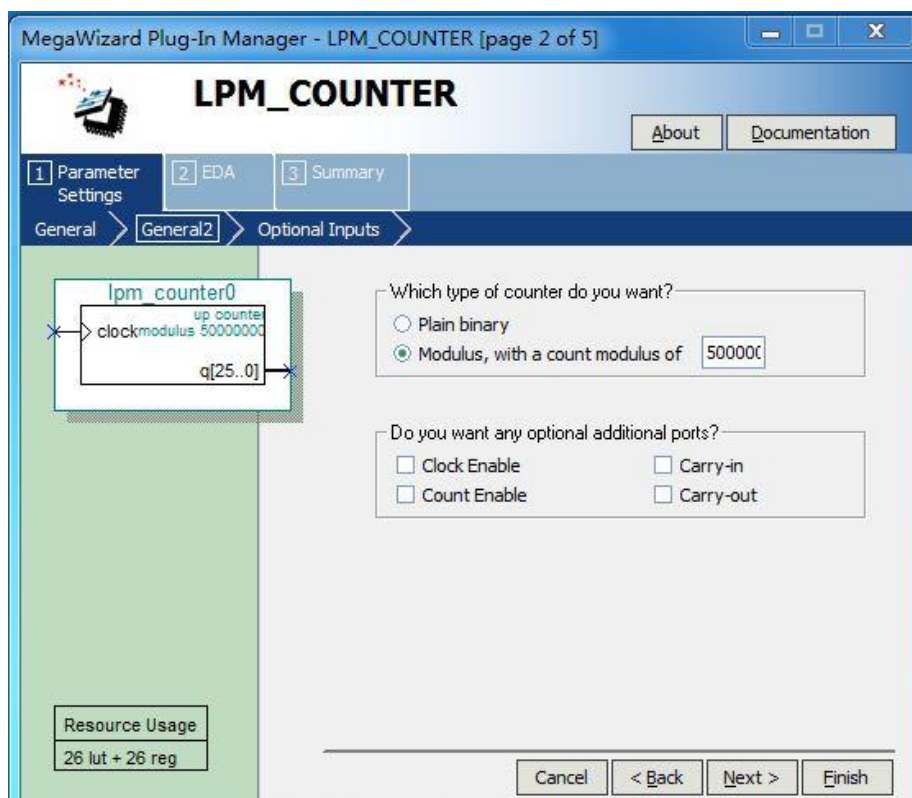 MegaWizard Plug-In Manager - LPM_COUNTER [page 2 of 5]
LPM_COUNTER
About
Documentation
1 Parameter Settings
2 EDA
3 Summary
General
General2
Optional Inputs
lpm_counter0
up counter
clock
modulus 50000000
q[25..0]
Which type of counter do you want?
Plain binary
Modulus, with a count modulus of
500000
Do you want any optional additional ports?
Clock Enable
Carry-in
Count Enable
Carry-out
Resource Usage
26 lut + 26 reg
Cancel
< Back
Next >
Finish